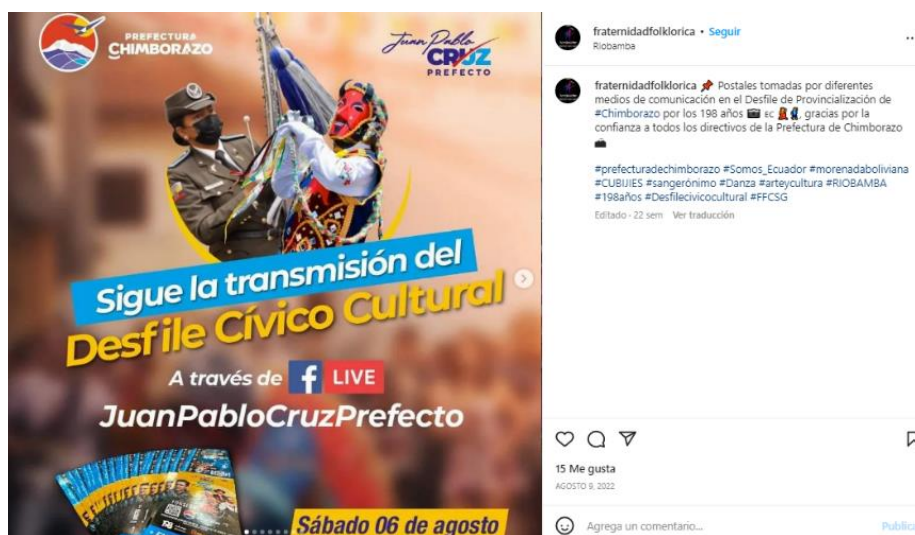 PREFECTURA
CHIMBORAZO
Juan Pablo
CRUZ
PREFECTO
Sigue la transmisión del
Desfile Cívico Cultural
A través de f LIVE
JuanPabloCruzPrefecto
Sábado 06 de agosto
fraternidadfolklorica • Seguir
Riobamba
fraternidadfolklorica 📌 Postales tomadas por diferentes
medios de comunicación en el Desfile de Provincialización de
#Chimborazo por los 198 años 📷 EC, gracias por la
confianza a todos los directivos de la Prefectura de Chimborazo
#prefecturadechimborazo #Somos_Ecuador #morenadaboliviana
#CUBIJIES #sangerónimo #Danza #arteycultura #RIOBAMBA
#198años #Desfilecivicocultural #FFCSG
Editado · 22 sem Ver traducción
15 Me gusta
AGOSTO 9, 2022
Agrega un comentario...